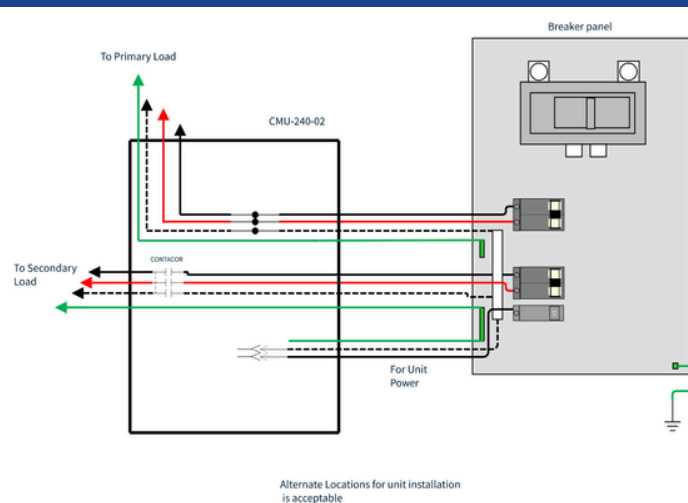 Breaker panel
To Primary Load
CMU-240-02
CONTACOR
To Secondary
Load
For Unit
Power
Alternate Locations for unit installation
is acceptable